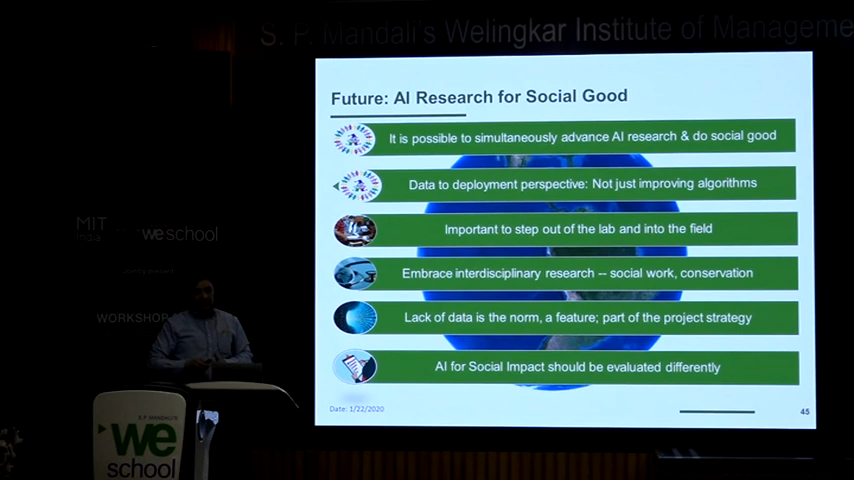 S. P. Mandali's Welingkar Institute of Manageme
Future: AI Research for Social Good
It is possible to simultaneously advance AI research & do social good
Data to deployment perspective: Not just improving algorithms
Important to step out of the lab and into the field
Embrace interdisciplinary research -- social work, conservation
Lack of data is the norm, a feature; part of the project strategy
AI for Social Impact should be evaluated differently
Date: 1/22/2020
45
MIT
India
weschool
jointly present
WORKSHOP
S.P. MANDALI'S
we
school